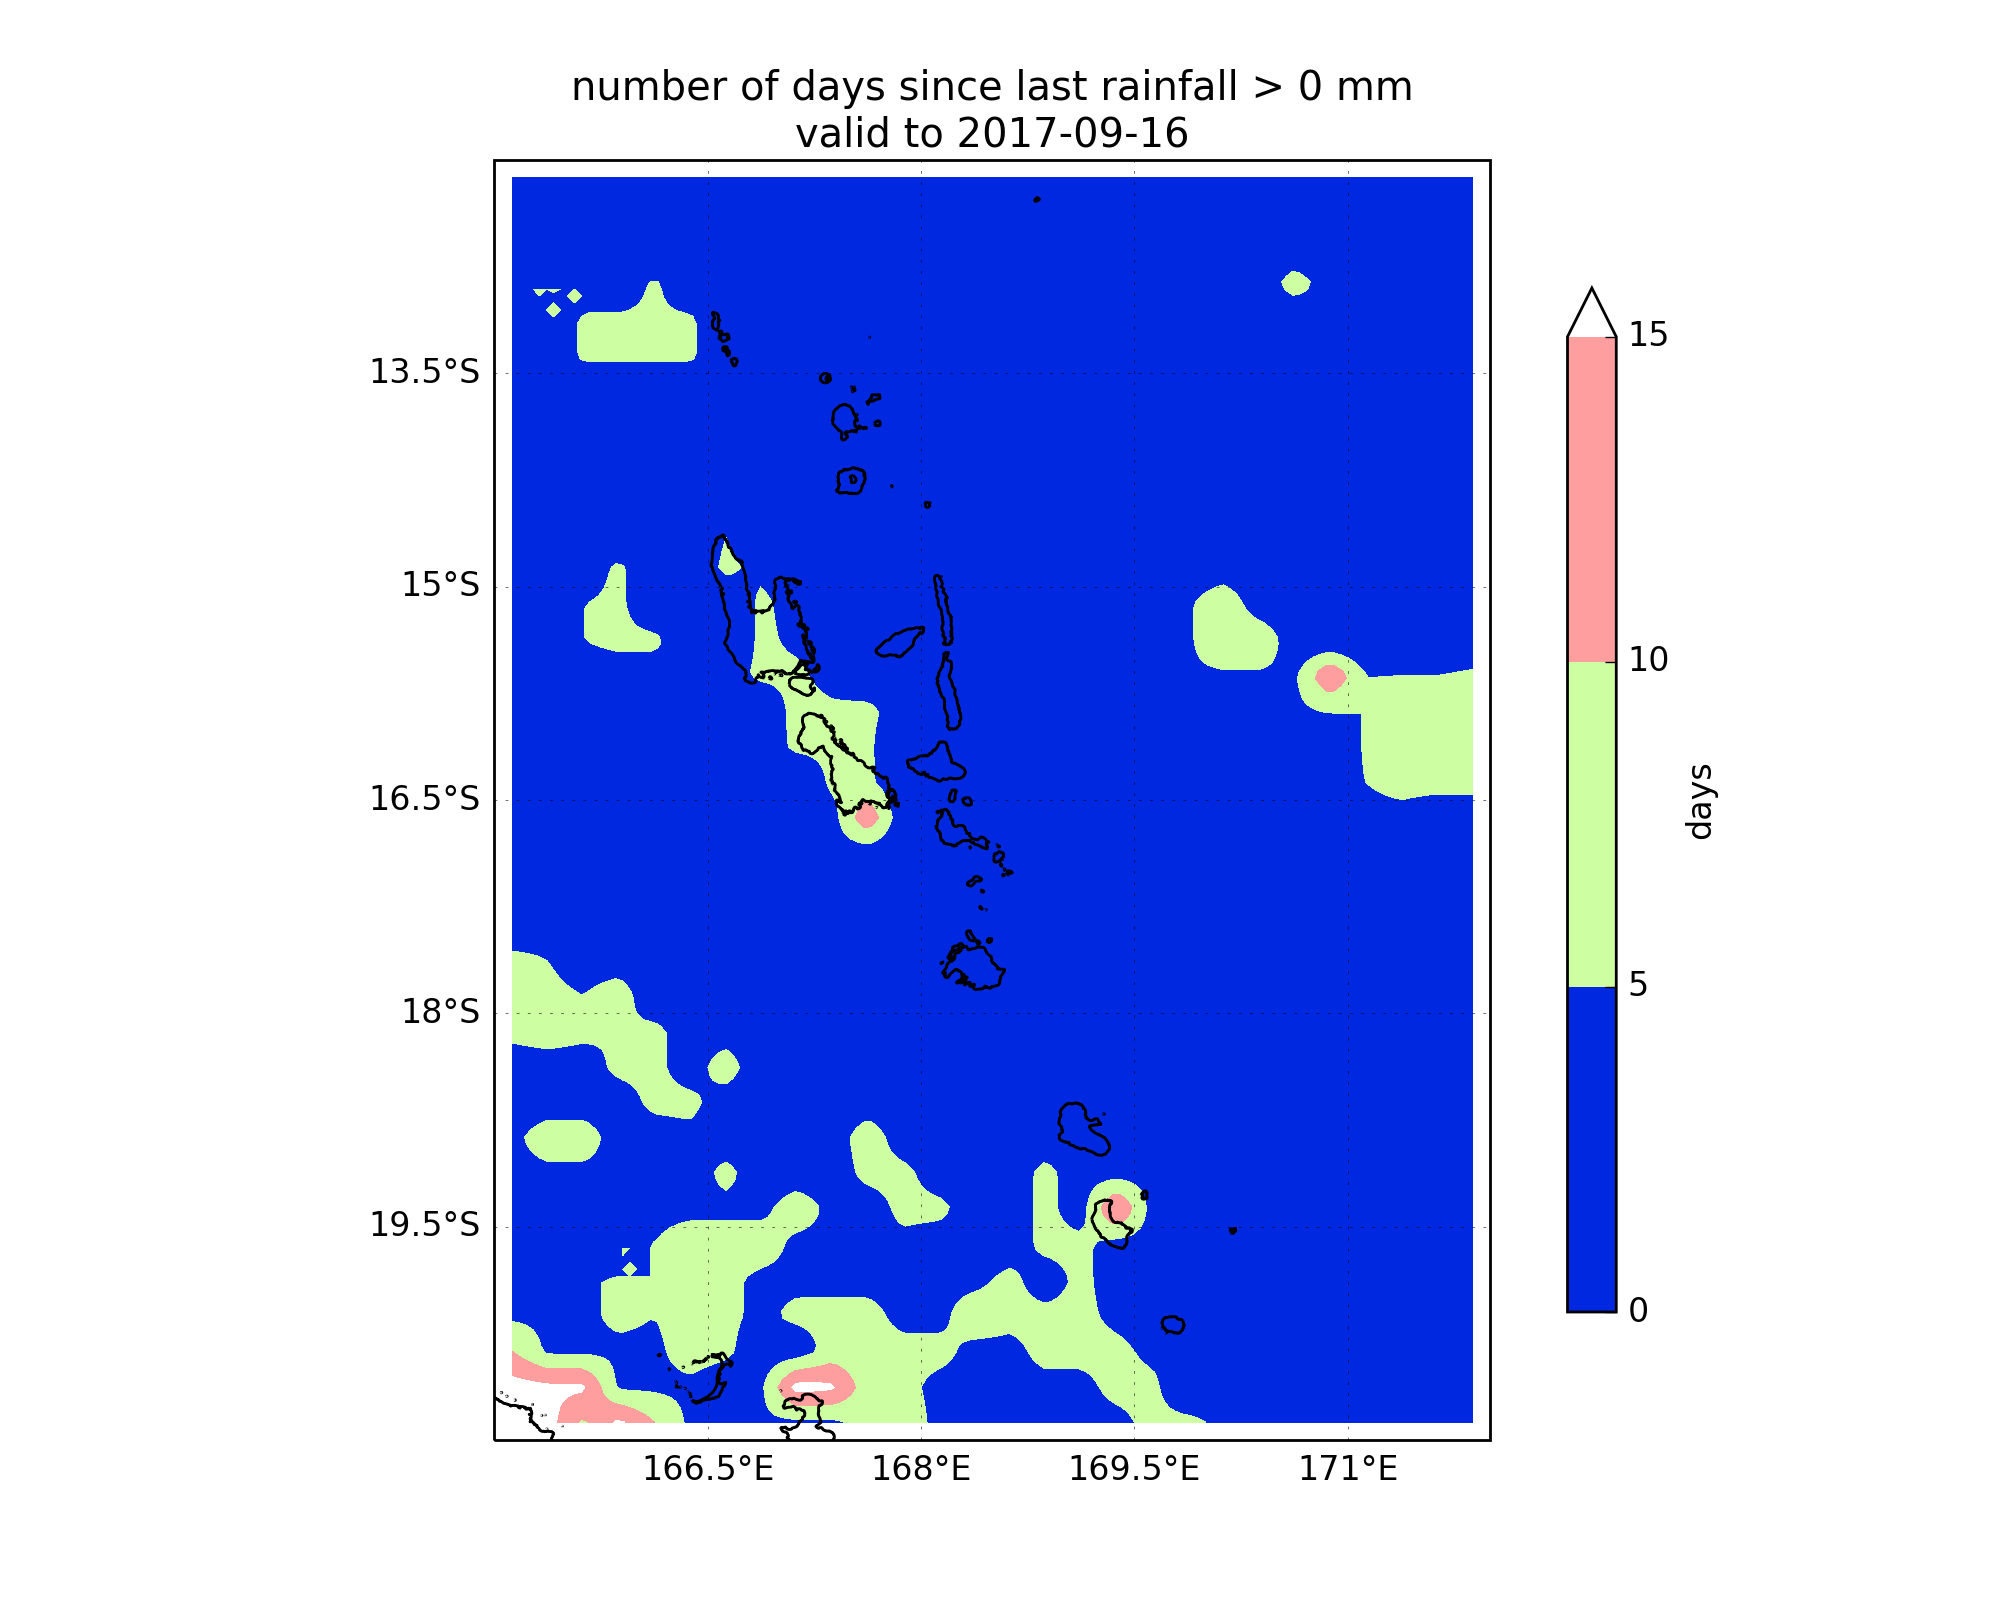 number of days since last rainfall > 0 mm
valid to 2017-09-16
13.5°S
15°S
16.5°S
18°S
19.5°S
166.5°E 168°E 169.5°E 171°E
15
10
5
0
days